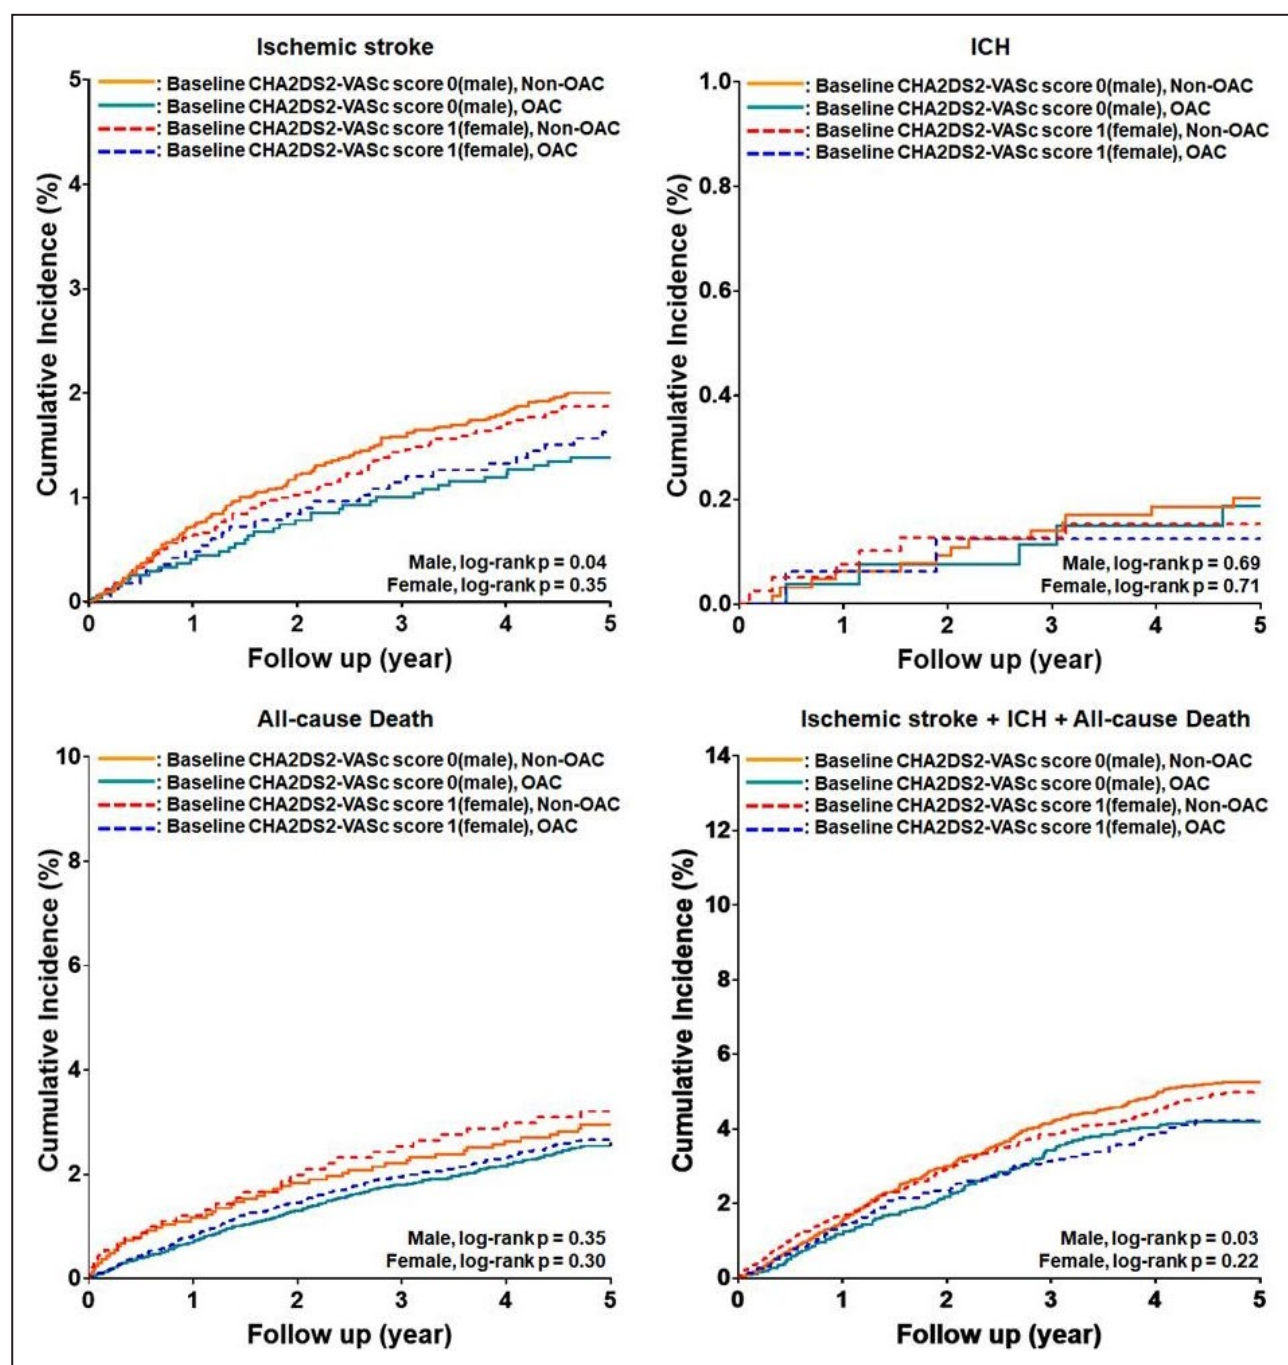 Ischemic stroke
: Baseline CHA2DS2-VASc score 0(male), Non-OAC
: Baseline CHA2DS2-VASc score 0(male), OAC
: Baseline CHA2DS2-VASc score 1(female), Non-OAC
: Baseline CHA2DS2-VASc score 1(female), OAC
Cumulative Incidence (%)
5
4
3
2
1
0
Male, log-rank p = 0.04
Female, log-rank p = 0.35
0 1 2 3 4 5
Follow up (year)
ICH
: Baseline CHA2DS2-VASc score 0(male), Non-OAC
: Baseline CHA2DS2-VASc score 0(male), OAC
: Baseline CHA2DS2-VASc score 1(female), Non-OAC
: Baseline CHA2DS2-VASc score 1(female), OAC
Cumulative Incidence (%)
1.0
0.8
0.6
0.4
0.2
0.0
Male, log-rank p = 0.69
Female, log-rank p = 0.71
0 1 2 3 4 5
Follow up (year)
All-cause Death
: Baseline CHA2DS2-VASc score 0(male), Non-OAC
: Baseline CHA2DS2-VASc score 0(male), OAC
: Baseline CHA2DS2-VASc score 1(female), Non-OAC
: Baseline CHA2DS2-VASc score 1(female), OAC
Cumulative Incidence (%)
10
8
6
4
2
0
Male, log-rank p = 0.35
Female, log-rank p = 0.30
0 1 2 3 4 5
Follow up (year)
Ischemic stroke + ICH + All-cause Death
: Baseline CHA2DS2-VASc score 0(male), Non-OAC
: Baseline CHA2DS2-VASc score 0(male), OAC
: Baseline CHA2DS2-VASc score 1(female), Non-OAC
: Baseline CHA2DS2-VASc score 1(female), OAC
Cumulative Incidence (%)
14
12
10
8
6
4
2
0
Male, log-rank p = 0.03
Female, log-rank p = 0.22
0 1 2 3 4 5
Follow up (year)